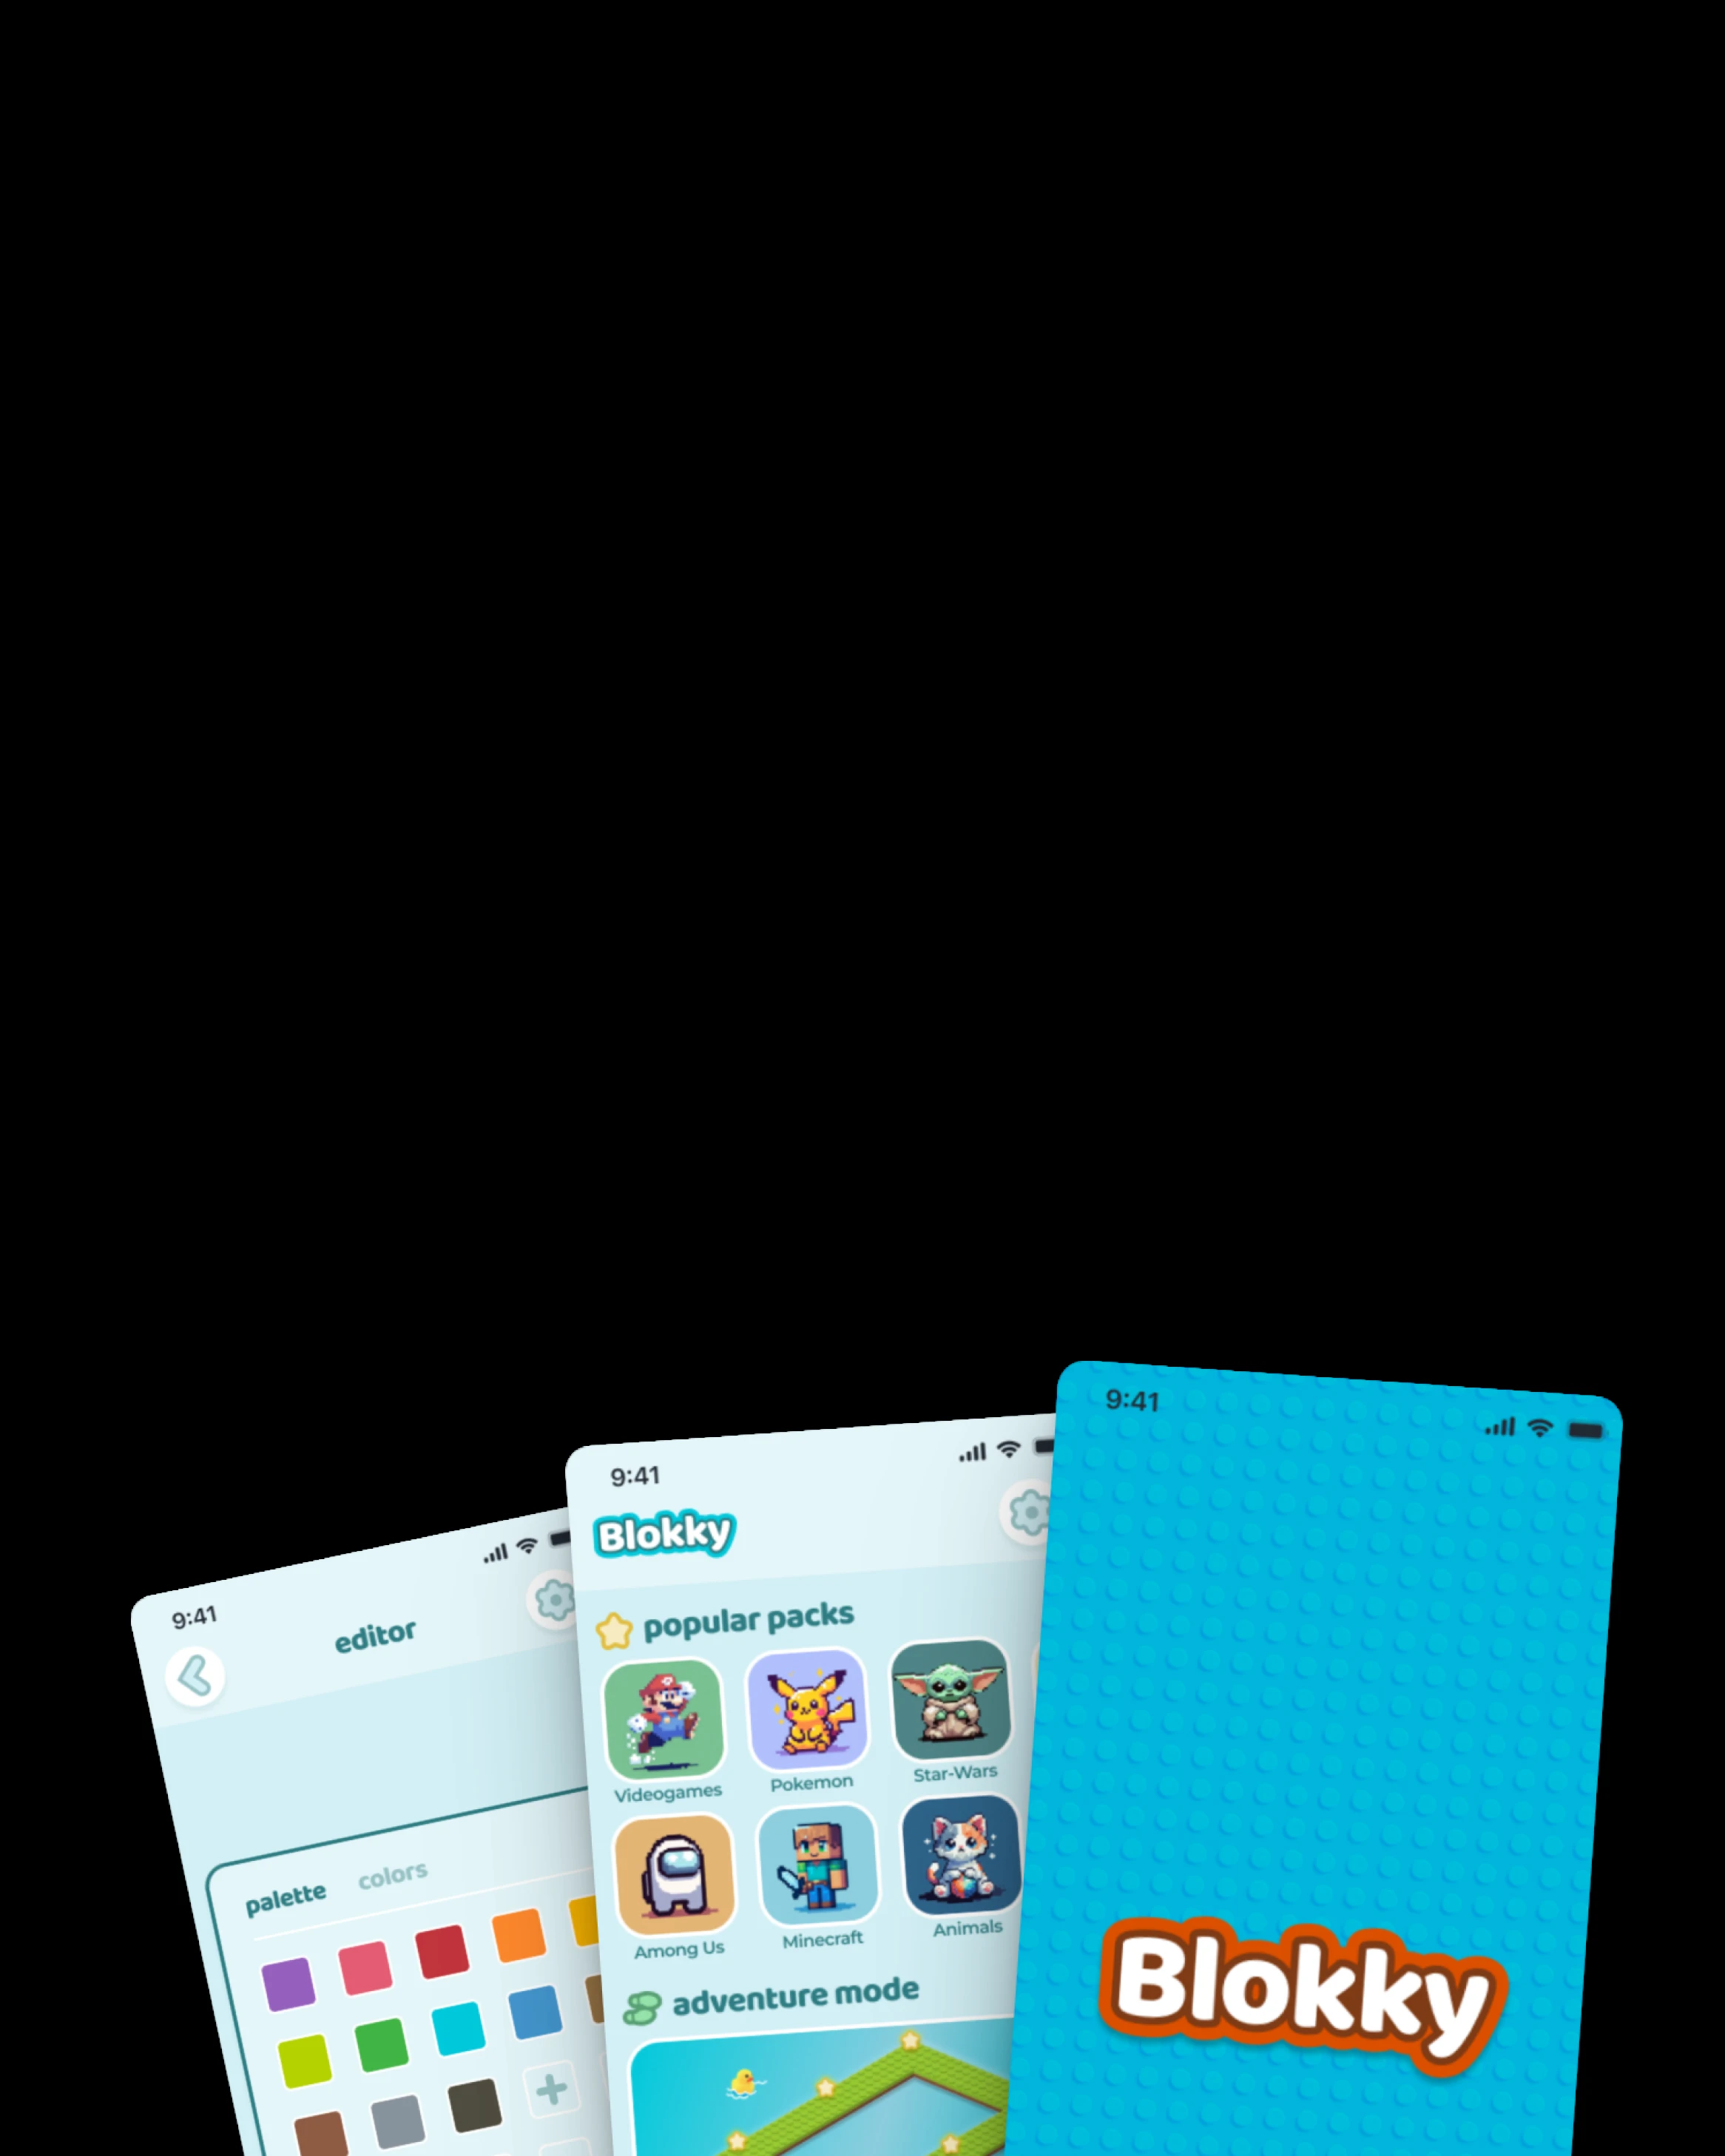 9:41
editor
palette
colors
9:41
Blokky
popular packs
Videogames
Pokemon
Star-Wars
Among Us
Minecraft
Animals
adventure mode
9:41
Blokky